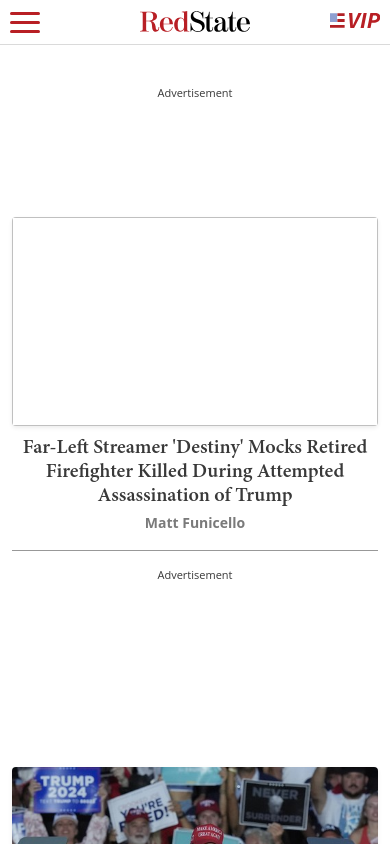 RedState
VIP
Advertisement
Far-Left Streamer 'Destiny' Mocks Retired
Firefighter Killed During Attempted
Assassination of Trump
Matt Funicello
Advertisement
TRUMP
2024
YOU'RE
FIRED!
NEVER
SURRENDER